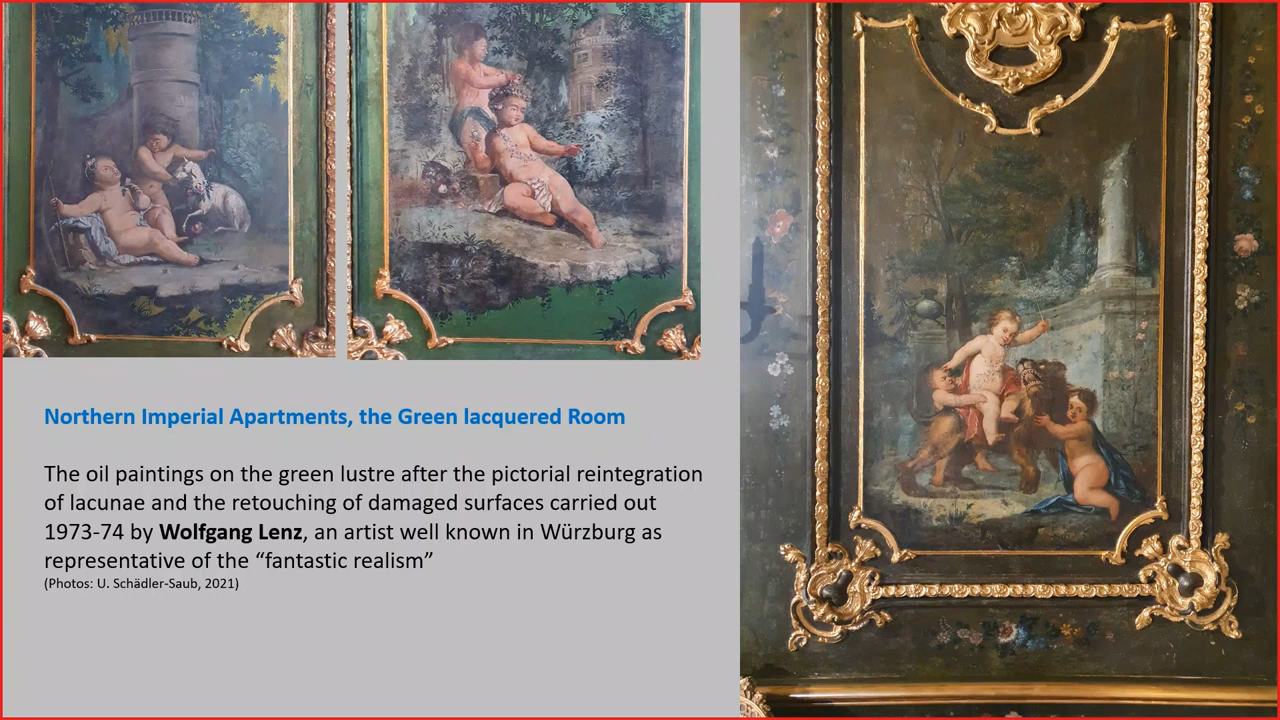 Northern Imperial Apartments, the Green lacquered Room
The oil paintings on the green lustre after the pictorial reintegration
of lacunae and the retouching of damaged surfaces carried out
1973-74 by Wolfgang Lenz, an artist well known in Würzburg as
representative of the “fantastic realism”
(Photos: U. Schädler-Saub, 2021)